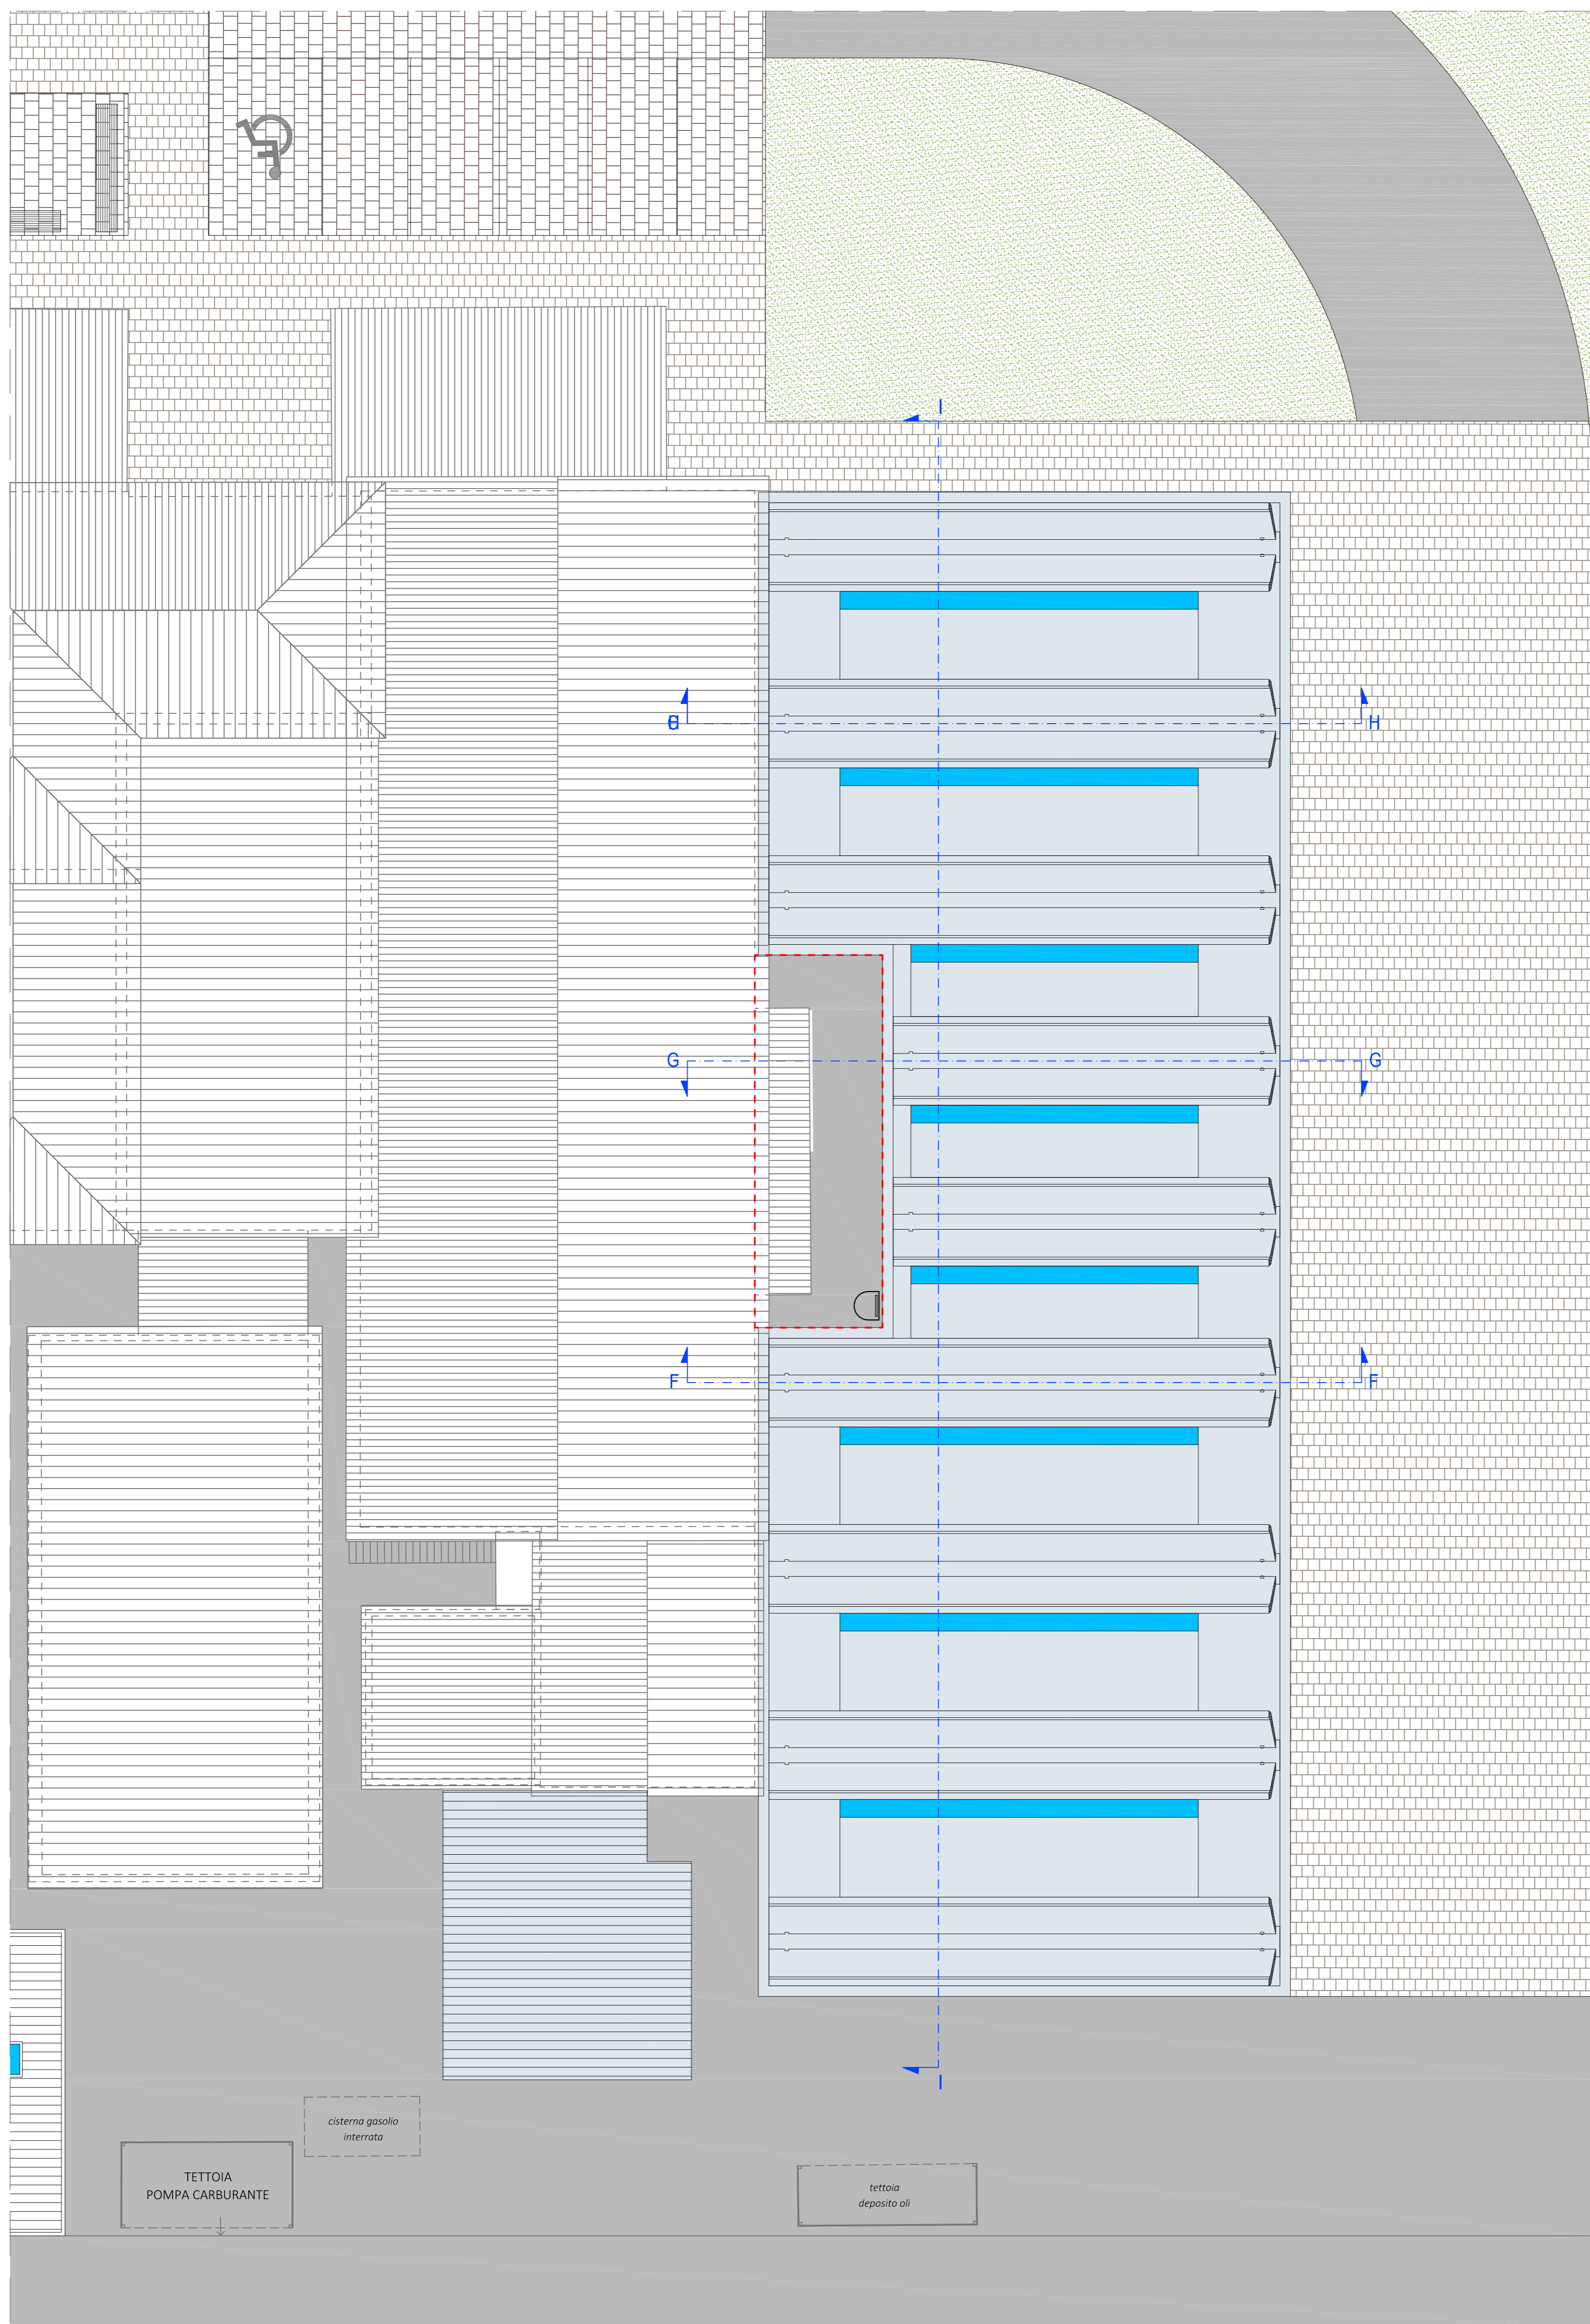 I
H
G
G
F
F
I
cisterna gasolio
interrata
TETTOIA
POMPA CARBURANTE
tettoia
deposito oli